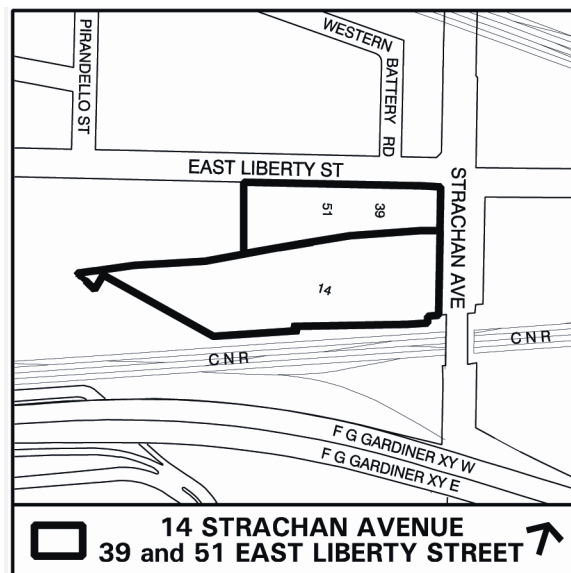 PIRANDELLO ST
WESTERN
BATTERY RD
EAST LIBERTY ST
STRACHAN AVE
51
39
14
CNR
CNR
F G GARDINER XY W
F G GARDINER XY E
14 STRACHAN AVENUE
39 and 51 EAST LIBERTY STREET